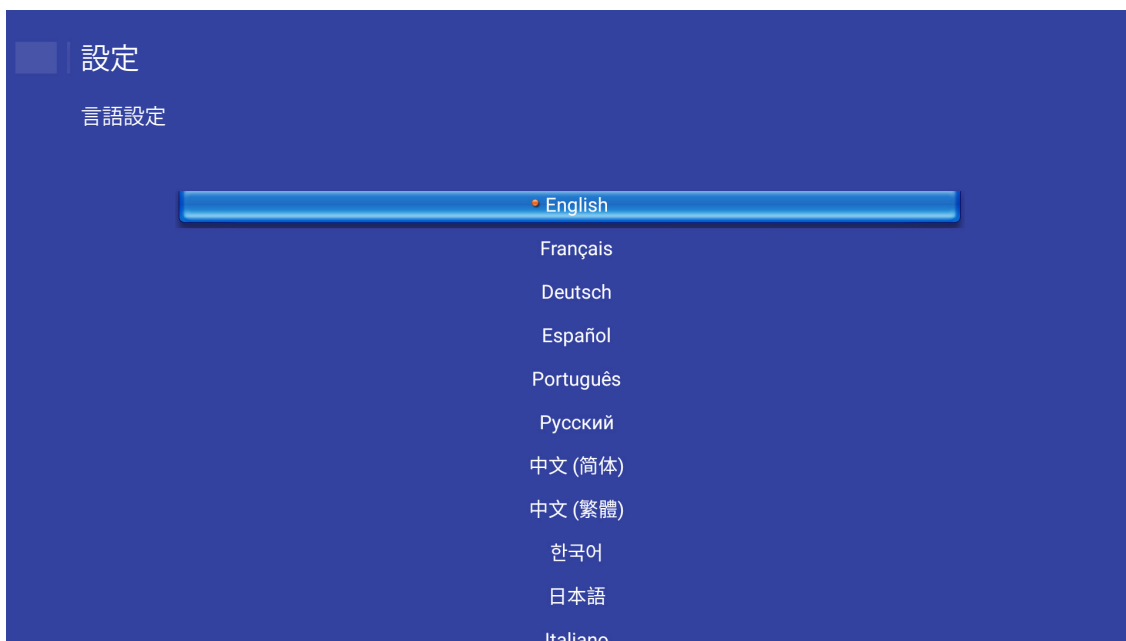 設定
言語設定
English
Français
Deutsch
Español
Português
Русский
中文 (简体)
中文 (繁體)
한국어
日本語
Italiano